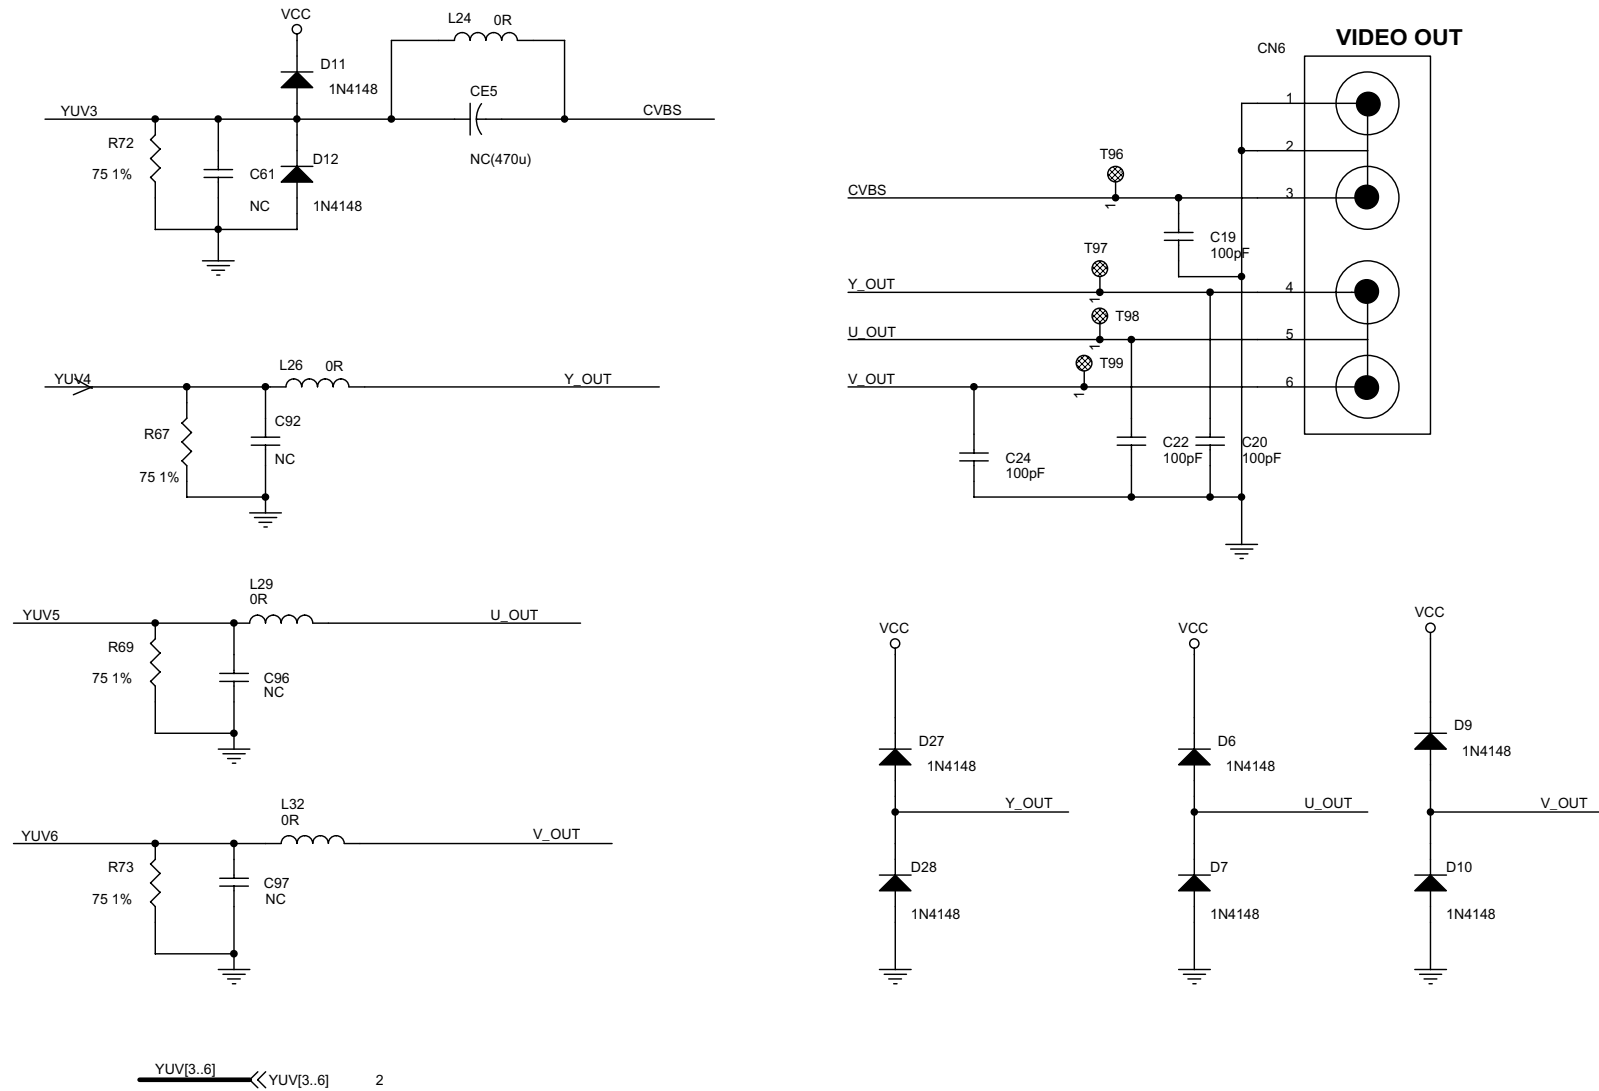 VCC
L24 0R
D11
1N4148
CE5
YUV3
CVBS
R72
75 1%
C61
NC
D12
1N4148
NC(470u)
VIDEO OUT
CN6
1
2
T96
CVBS
1
3
C19
100pF
T97
Y_OUT
1
4
T98
U_OUT
1
5
T99
V_OUT
1
6
C24
100pF
C22
100pF
C20
100pF
L26 0R
YUV4
Y_OUT
R67
75 1%
C92
NC
L29
0R
YUV5
U_OUT
R69
75 1%
C96
NC
L32
0R
YUV6
V_OUT
R73
75 1%
C97
NC
VCC
D27
1N4148
Y_OUT
D28
1N4148
VCC
D6
1N4148
U_OUT
D7
1N4148
VCC
D9
1N4148
V_OUT
D10
1N4148
YUV[3..6]
YUV[3..6] 2